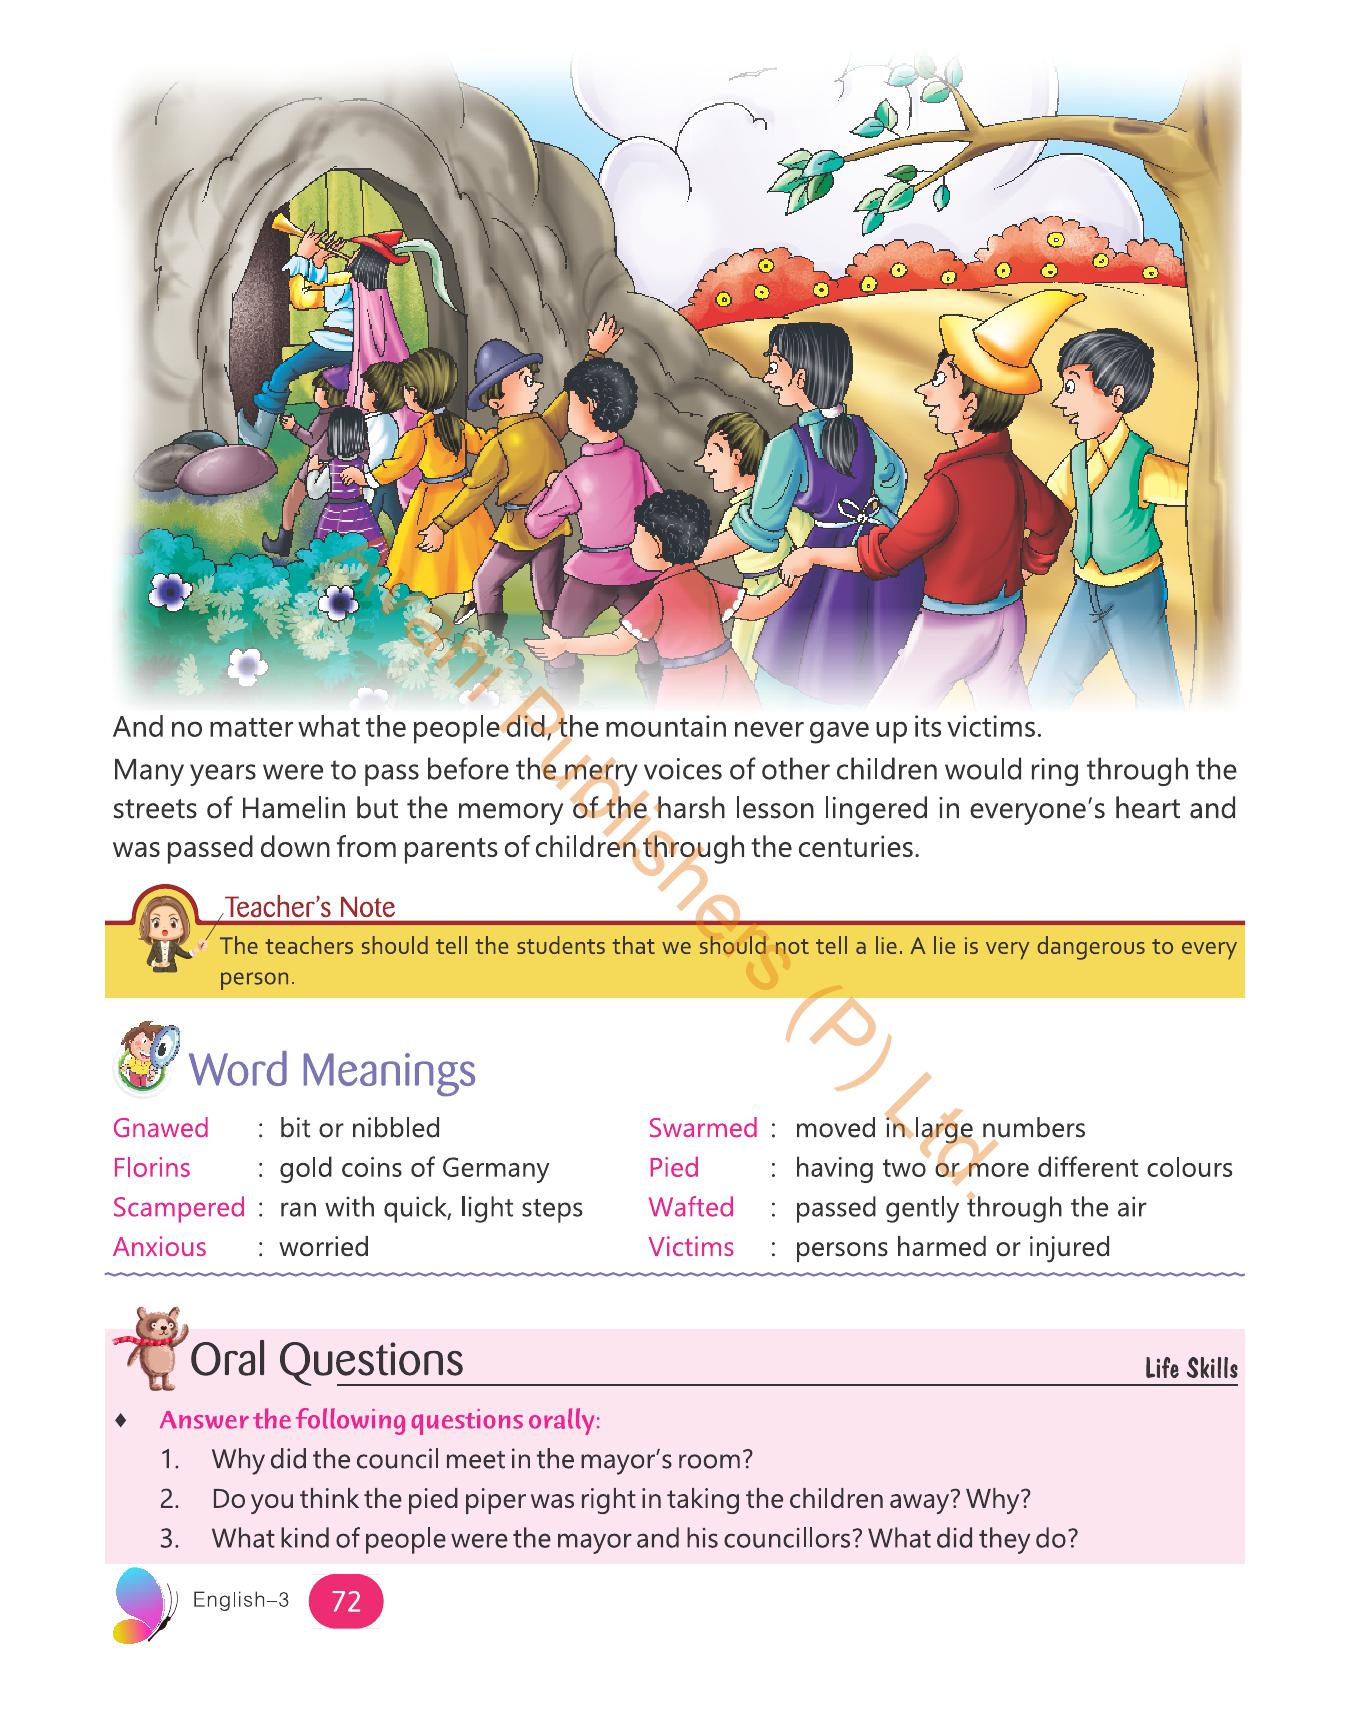 And no matter what the people did, the mountain never gave up its victims.
Many years were to pass before the merry voices of other children would ring through the
streets of Hamelin but the memory of the harsh lesson lingered in everyone's heart and
was passed down from parents of children through the centuries.
Teacher's Note
The teachers should tell the students that we should not tell a lie. A lie is very dangerous to every
person.
Word Meanings
Gnawed : bit or nibbled
Florins : gold coins of Germany
Scampered : ran with quick, light steps
Anxious : worried
Swarmed : moved in large numbers
Pied : having two or more different colours
Wafted : passed gently through the air
Victims : persons harmed or injured
Oral Questions
Life Skills
♦ Answer the following questions orally:
1. Why did the council meet in the mayor's room?
2. Do you think the pied piper was right in taking the children away? Why?
3. What kind of people were the mayor and his councillors? What did they do?
English–3
72
Publishers (P) Ltd.